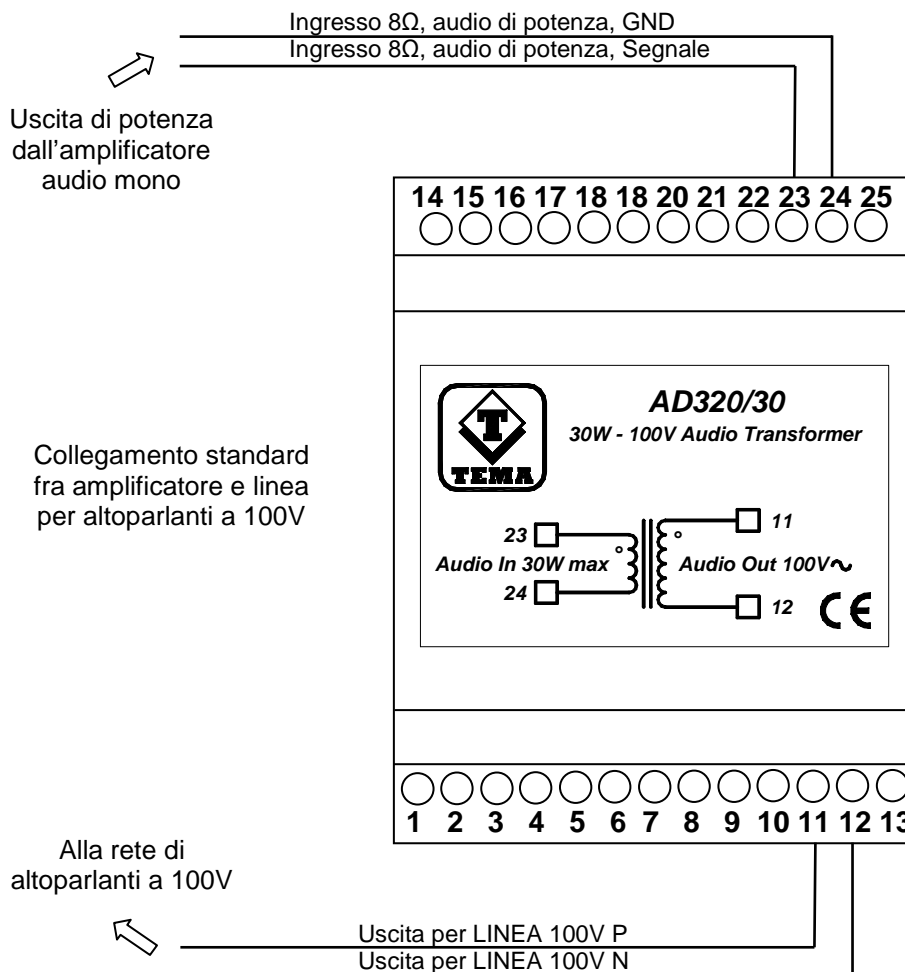 Ingresso 8Ω, audio di potenza, GND
Ingresso 8Ω, audio di potenza, Segnale
Uscita di potenza
dall'amplificatore
audio mono
14 15 16 17 18 18 20 21 22 23 24 25
T
TEMA
AD320/30
30W - 100V Audio Transformer
Collegamento standard
fra amplificatore e linea
per altoparlanti a 100V
23
11
Audio In 30W max
Audio Out 100V∿
24
12
CE
1 2 3 4 5 6 7 8 9 10 11 12 13
Alla rete di
altoparlanti a 100V
Uscita per LINEA 100V P
Uscita per LINEA 100V N